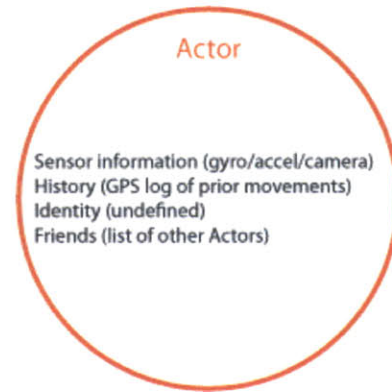 Actor
Sensor information (gyro/accel/camera)
History (GPS log of prior movements)
Identity (undefined)
Friends (list of other Actors)